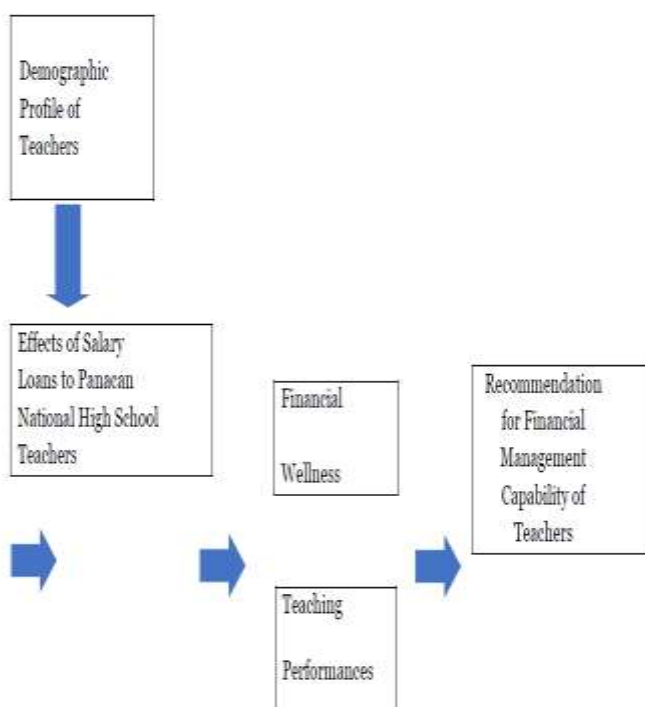 Demographic
Profile of
Teachers
Effects of Salary
Loans to Panacan
National High School
Teachers
Financial
Wellness
Teaching
Performances
Recommendation
for Financial
Management
Capability of
Teachers